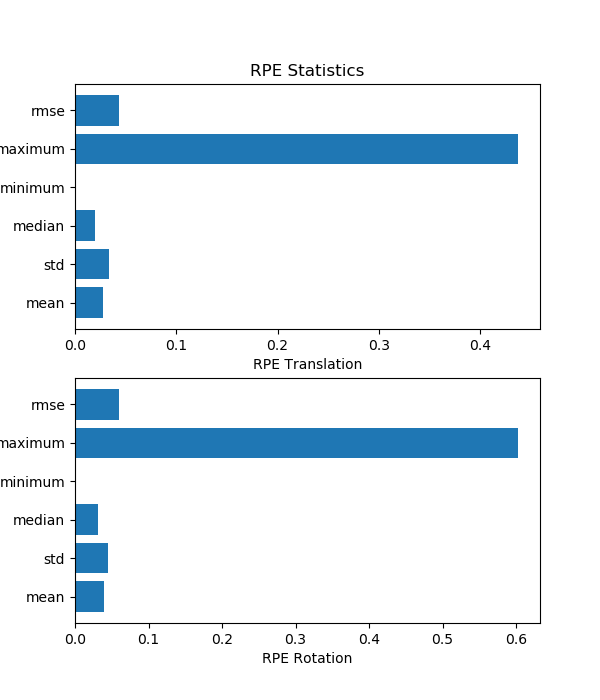 RPE Statistics
rmse
maximum
minimum
median
std
mean
0.0 0.1 0.2 0.3 0.4
RPE Translation
rmse
maximum
minimum
median
std
mean
0.0 0.1 0.2 0.3 0.4 0.5 0.6
RPE Rotation